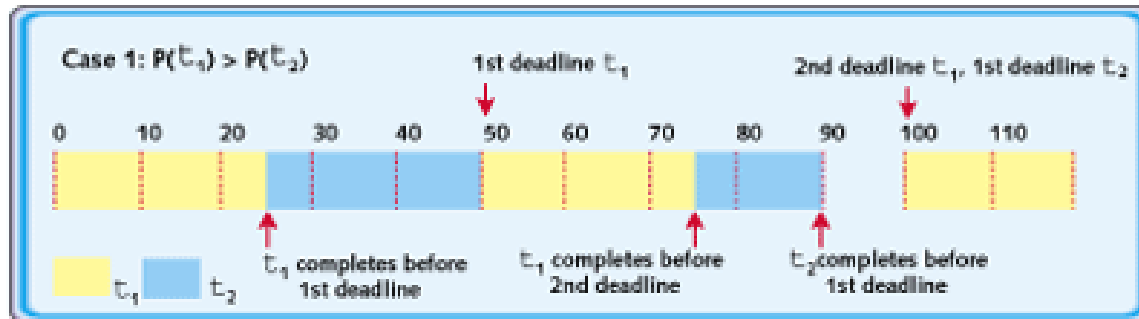 Case 1: P(t₁) > P(t₂)
1st deadline t₁
2nd deadline t₁, 1st deadline t₂
0 10 20 30 40 50 60 70 80 90 100 110
t₁ t₂
t₁ completes before
1st deadline
t₁ completes before
2nd deadline
t₂completes before
1st deadline